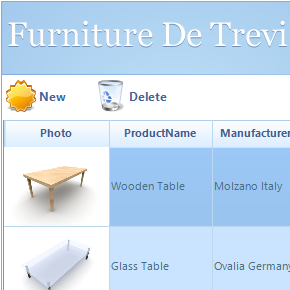 Furniture De Trevi
New Delete
Photo ProductName Manufacturer
Wooden Table Molzano Italy
Glass Table Ovalia Germany